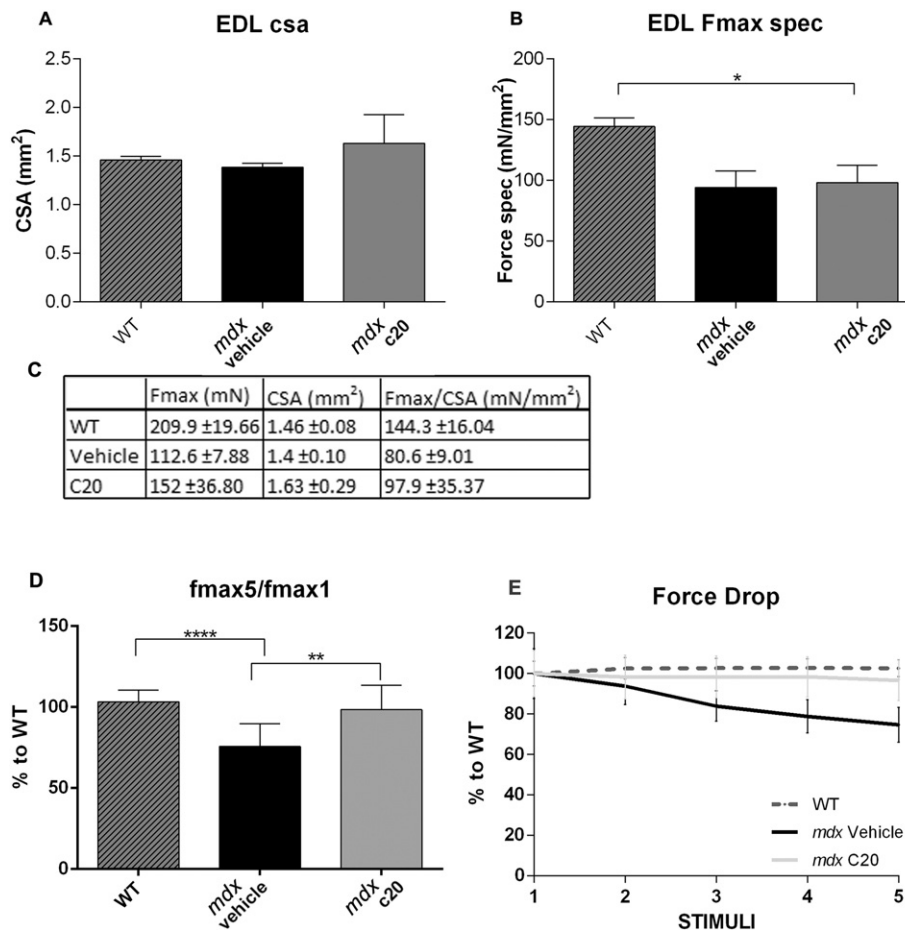 A
EDL csa
CSA (mm²)
2.5
2.0
1.5
1.0
0.5
0.0
WT
mdx vehicle
mdx c20
B
EDL Fmax spec
Force spec (mN/mm²)
200
150
100
50
0
*
WT
mdx vehicle
mdx c20
C
Fmax (mN) CSA (mm²) Fmax/CSA (mN/mm²)
WT 209.9 ±19.66 1.46 ±0.08 144.3 ±16.04
Vehicle 112.6 ±7.88 1.4 ±0.10 80.6 ±9.01
C20 152 ±36.80 1.63 ±0.29 97.9 ±35.37
D
fmax5/fmax1
% to WT
150
100
50
0
****
**
WT
mdx vehicle
mdx c20
E
Force Drop
% to WT
120
100
80
60
40
20
0
WT
mdx Vehicle
mdx C20
1 2 3 4 5
STIMULI